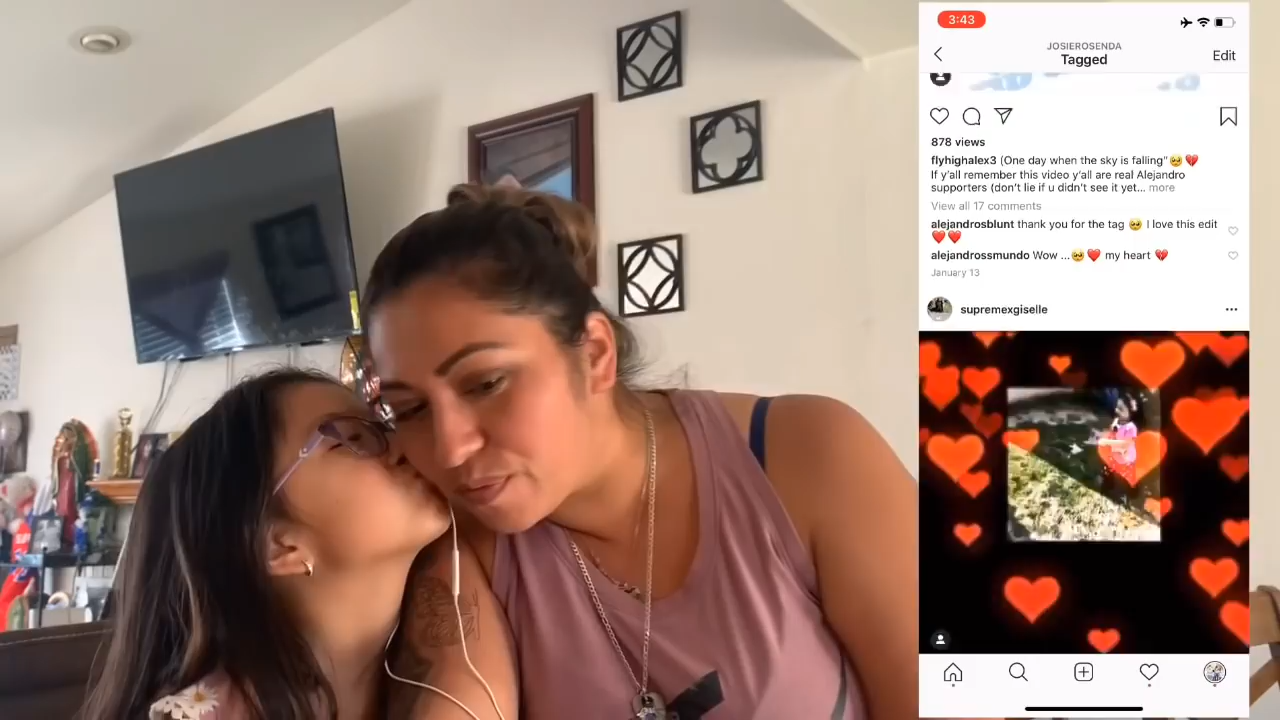 3:43
JOSIEROSENDA
Tagged
Edit
878 views
flyhighalex3 (One day when the sky is falling"🥺💔
If y'all remember this video y'all are real Alejandro
supporters (don't lie if u didn't see it yet... more
View all 17 comments
alejandrosblunt thank you for the tag 🥺 I love this edit
❤️❤️
alejandrossmundo Wow ...🥺❤️ my heart 💔
January 13
supremexgiselle